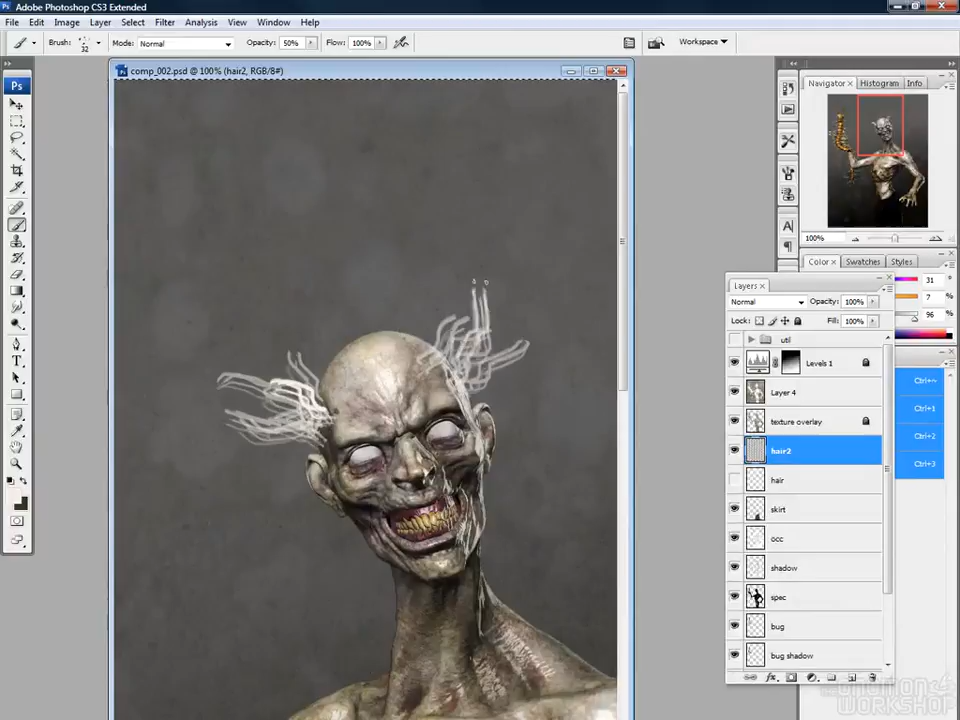 Ps Adobe Photoshop CS3 Extended
File Edit Image Layer Select Filter Analysis View Window Help
Brush: 32 Mode: Normal Opacity: 50% Flow: 100% Workspace
comp_002.psd @ 100% (hair2, RGB/8#)
Ps
T
Navigator × Histogram Info
100%
A
Color × Swatches Styles
31 °
7 %
96 %
Layers ×
Normal Opacity: 100%
Lock: Fill: 100%
util
Levels 1
Layer 4
texture overlay
hair2
hair
skirt
occ
shadow
spec
bug
bug shadow
Ctrl+~
Ctrl+1
Ctrl+2
Ctrl+3
fx
WORKSHOP